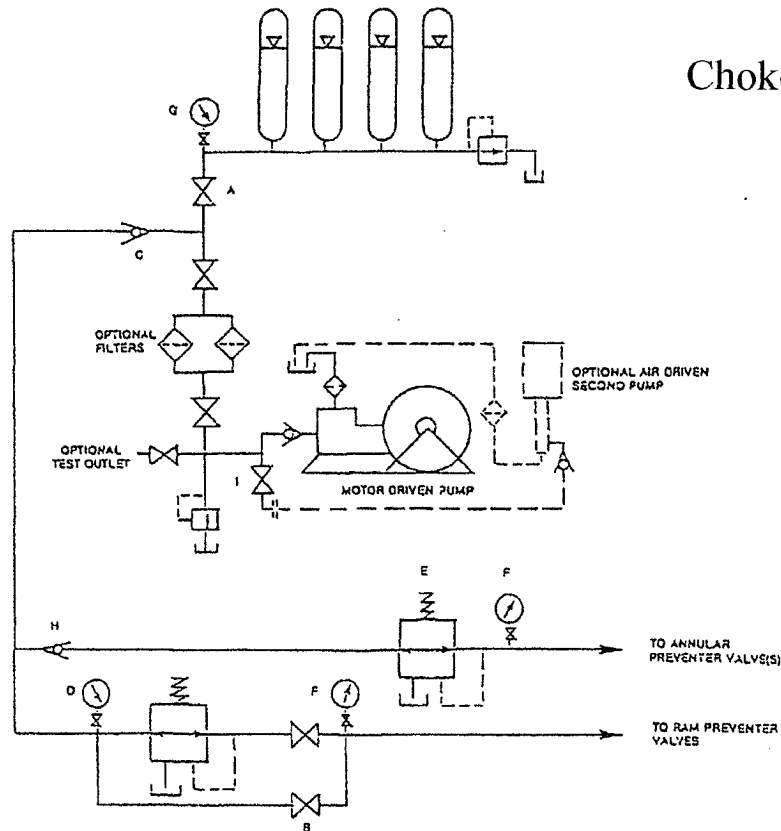 Chok
G
A
C
OPTIONAL
FILTERS
OPTIONAL AIR DRIVEN
SECOND PUMP
OPTIONAL
TEST OUTLET
I
MOTOR DRIVEN PUMP
E
F
H
TO ANNULAR
PREVENTER VALVE(S)
D
F
TO RAM PREVENTER
VALVES
B